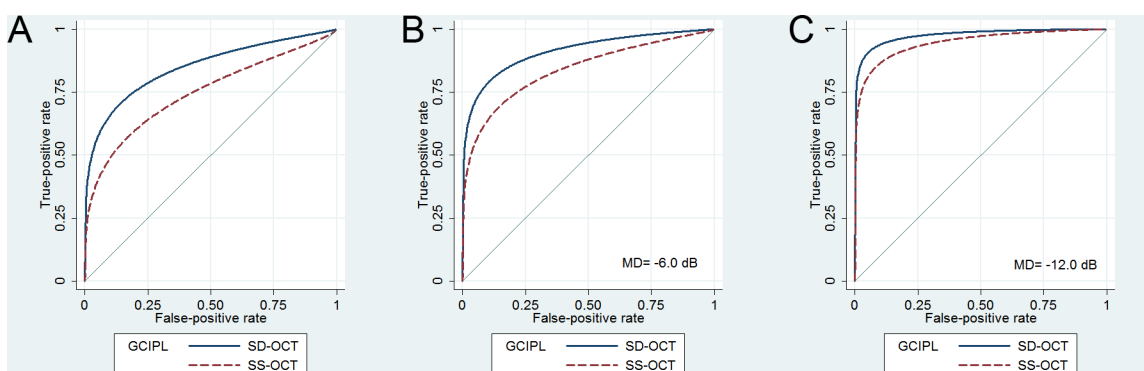 A
1
0.75
0.50
0.25
0
True-positive rate
0 0.25 0.50 0.75 1
False-positive rate
GCIPL SD-OCT
SS-OCT
B
1
0.75
0.50
0.25
0
True-positive rate
MD= -6.0 dB
0 0.25 0.50 0.75 1
False-positive rate
GCIPL SD-OCT
SS-OCT
C
1
0.75
0.50
0.25
0
True-positive rate
MD= -12.0 dB
0 0.25 0.50 0.75 1
False-positive rate
GCIPL SD-OCT
SS-OCT